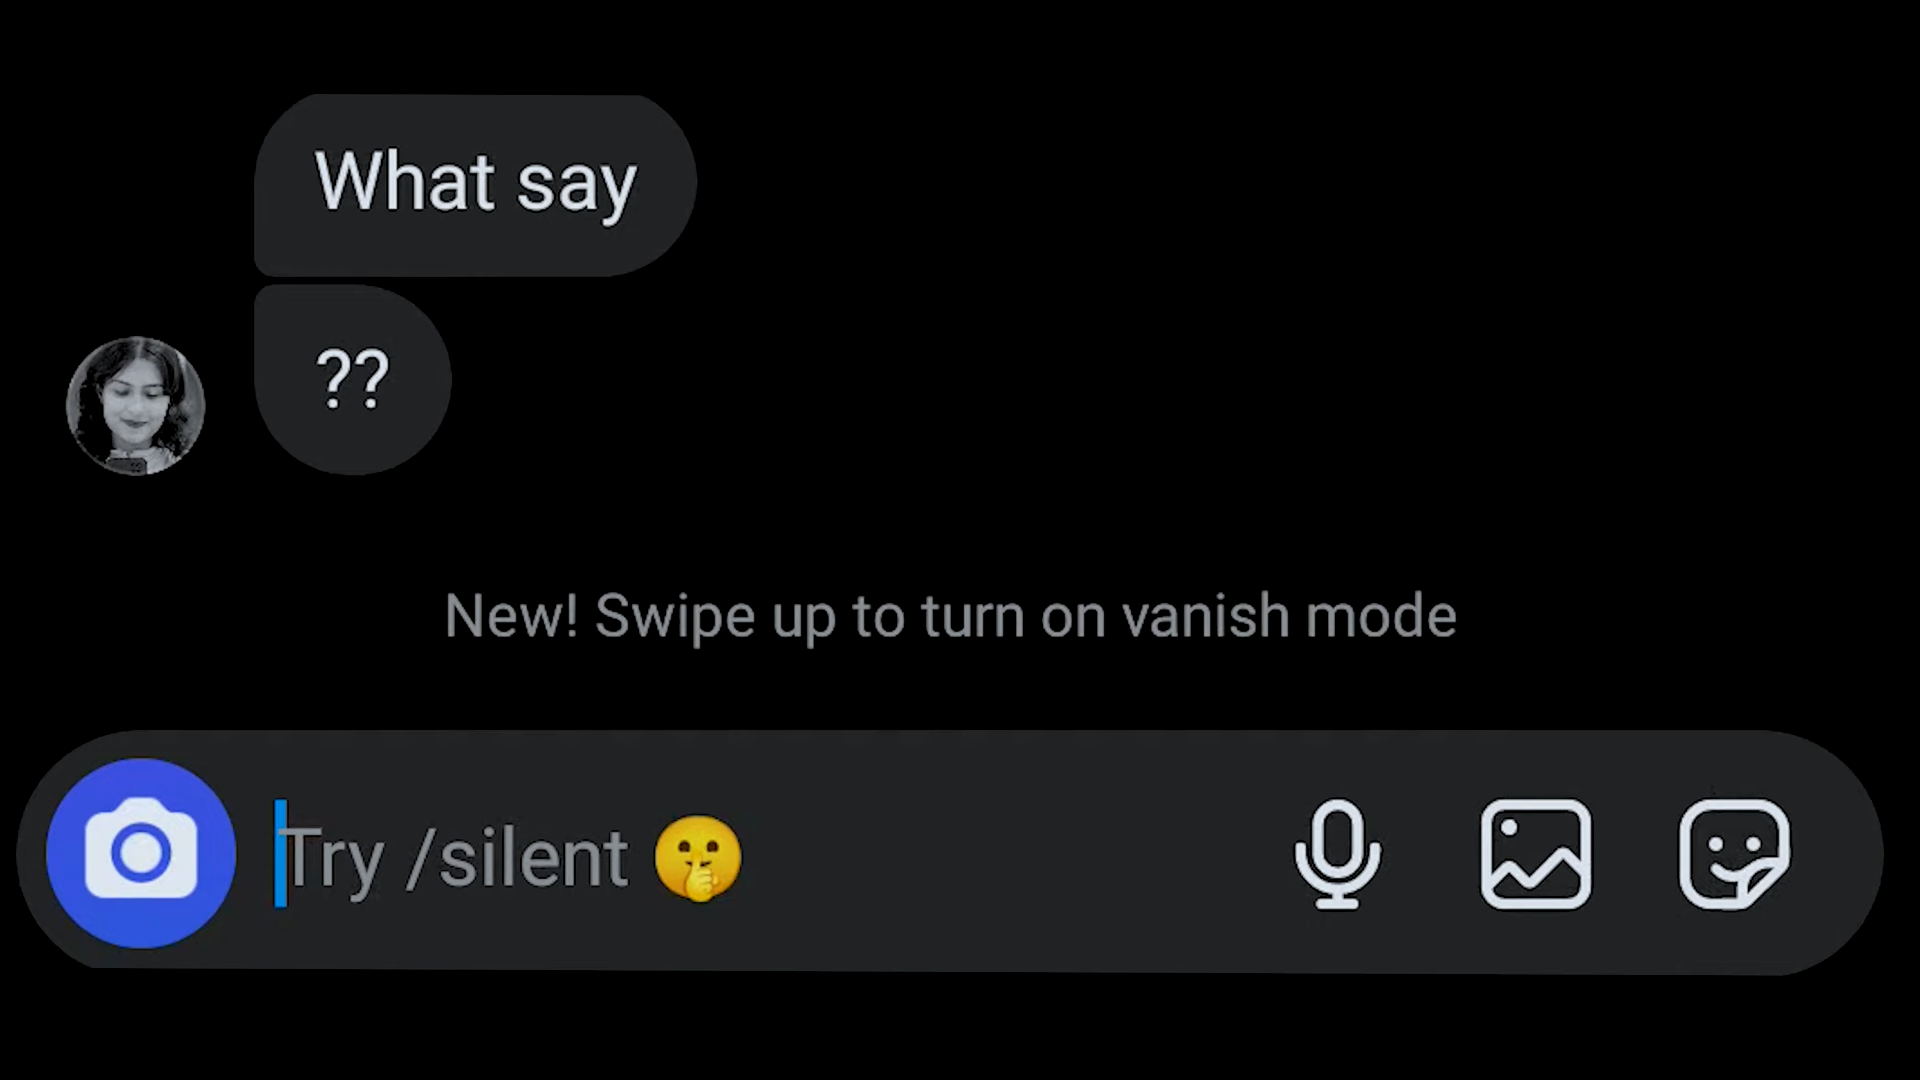 What say
??
New! Swipe up to turn on vanish mode
Try /silent 🤫